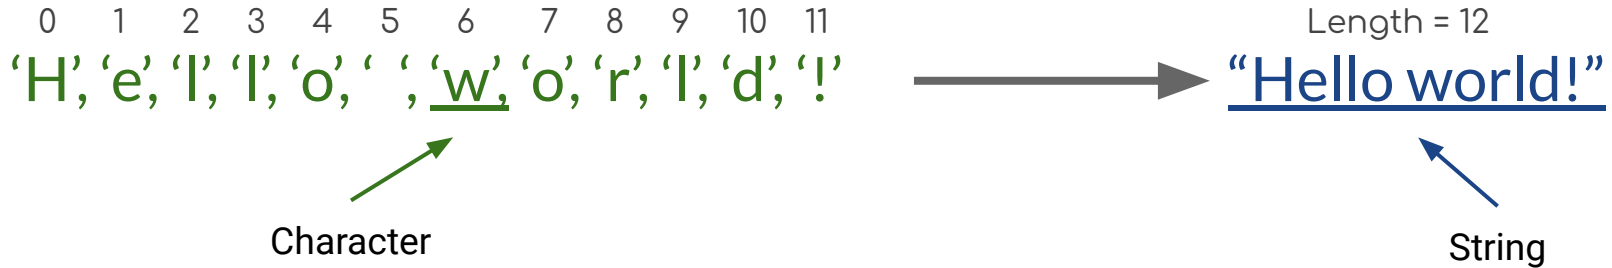 0 1 2 3 4 5 6 7 8 9 10 11 Length = 12
‘H’, ‘e’, ‘l’, ‘l’, ‘o’, ‘ ‘, ‘w’, ‘o’, ‘r’, ‘l’, ‘d’, ‘!’ “Hello world!”
Character String